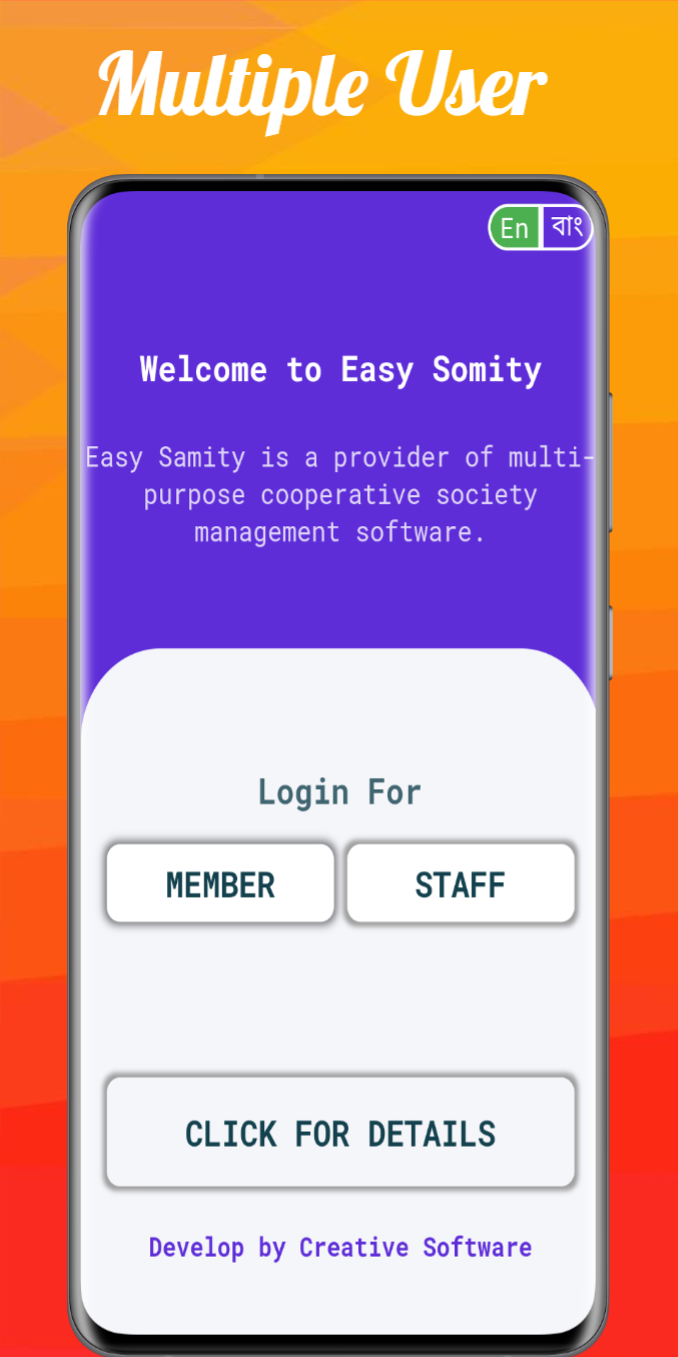 Multiple User
En বাং
Welcome to Easy Somity
Easy Samity is a provider of multi-
purpose cooperative society
management software.
Login For
MEMBER STAFF
CLICK FOR DETAILS
Develop by Creative Software